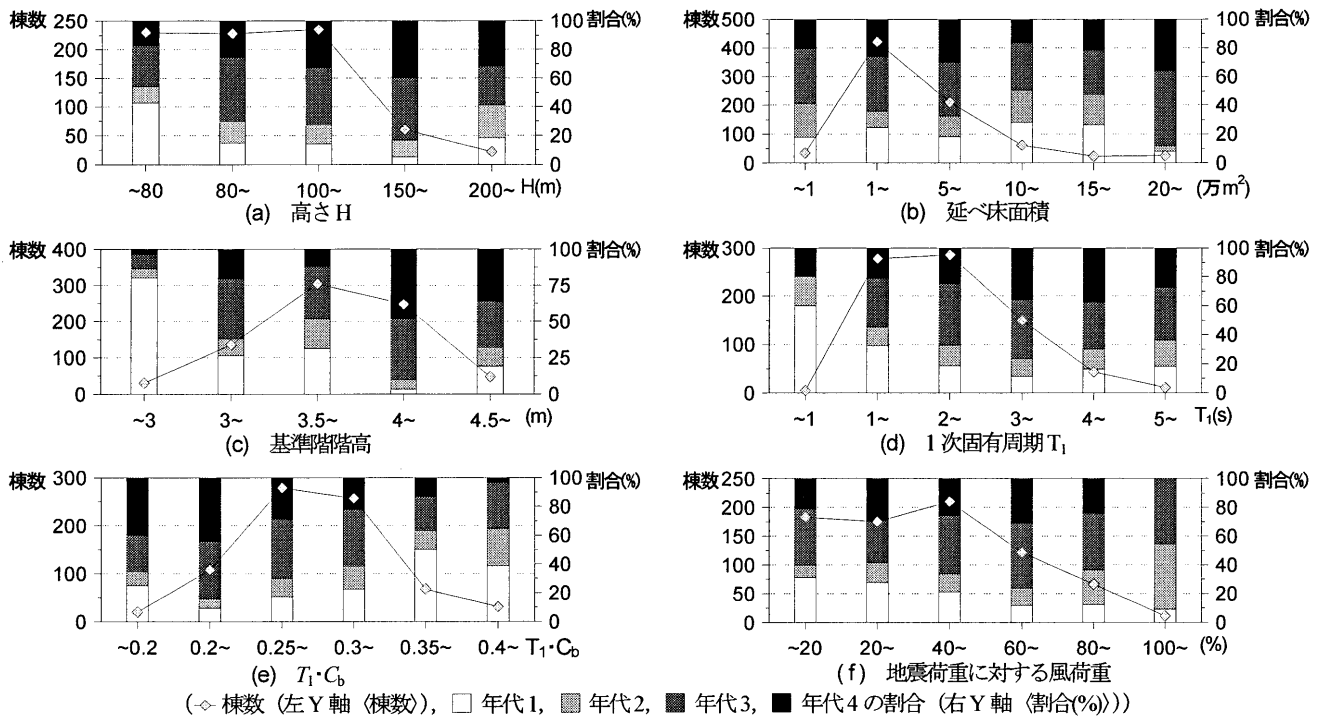 棟数 割合(%)
250 200 150 100 50 0
100 80 60 40 20 0
~80 80~ 100~ 150~ 200~ H(m)
(a) 高さH
棟数 割合(%)
500 400 300 200 100 0
100 80 60 40 20 0
~1 1~ 5~ 10~ 15~ 20~ (万m²)
(b) 延べ床面積
棟数 割合(%)
400 300 200 100 0
100 75 50 25 0
~3 3~ 3.5~ 4~ 4.5~ (m)
(c) 基準階階高
棟数 割合(%)
300 200 100 0
100 80 60 40 20 0
~1 1~ 2~ 3~ 4~ 5~ T₁(s)
(d) 1次固有周期T₁
棟数 割合(%)
300 200 100 0
100 80 60 40 20 0
~0.2 0.2~ 0.25~ 0.3~ 0.35~ 0.4~ T₁・Cb
(e) T₁・Cb
棟数 割合(%)
250 200 150 100 50 0
100 80 60 40 20 0
~20 20~ 40~ 60~ 80~ 100~ (%)
(f) 地震荷重に対する風荷重
(棟数 (左Y軸〈棟数〉), 年代1, 年代2, 年代3, 年代4の割合 (右Y軸〈割合(%)〉))